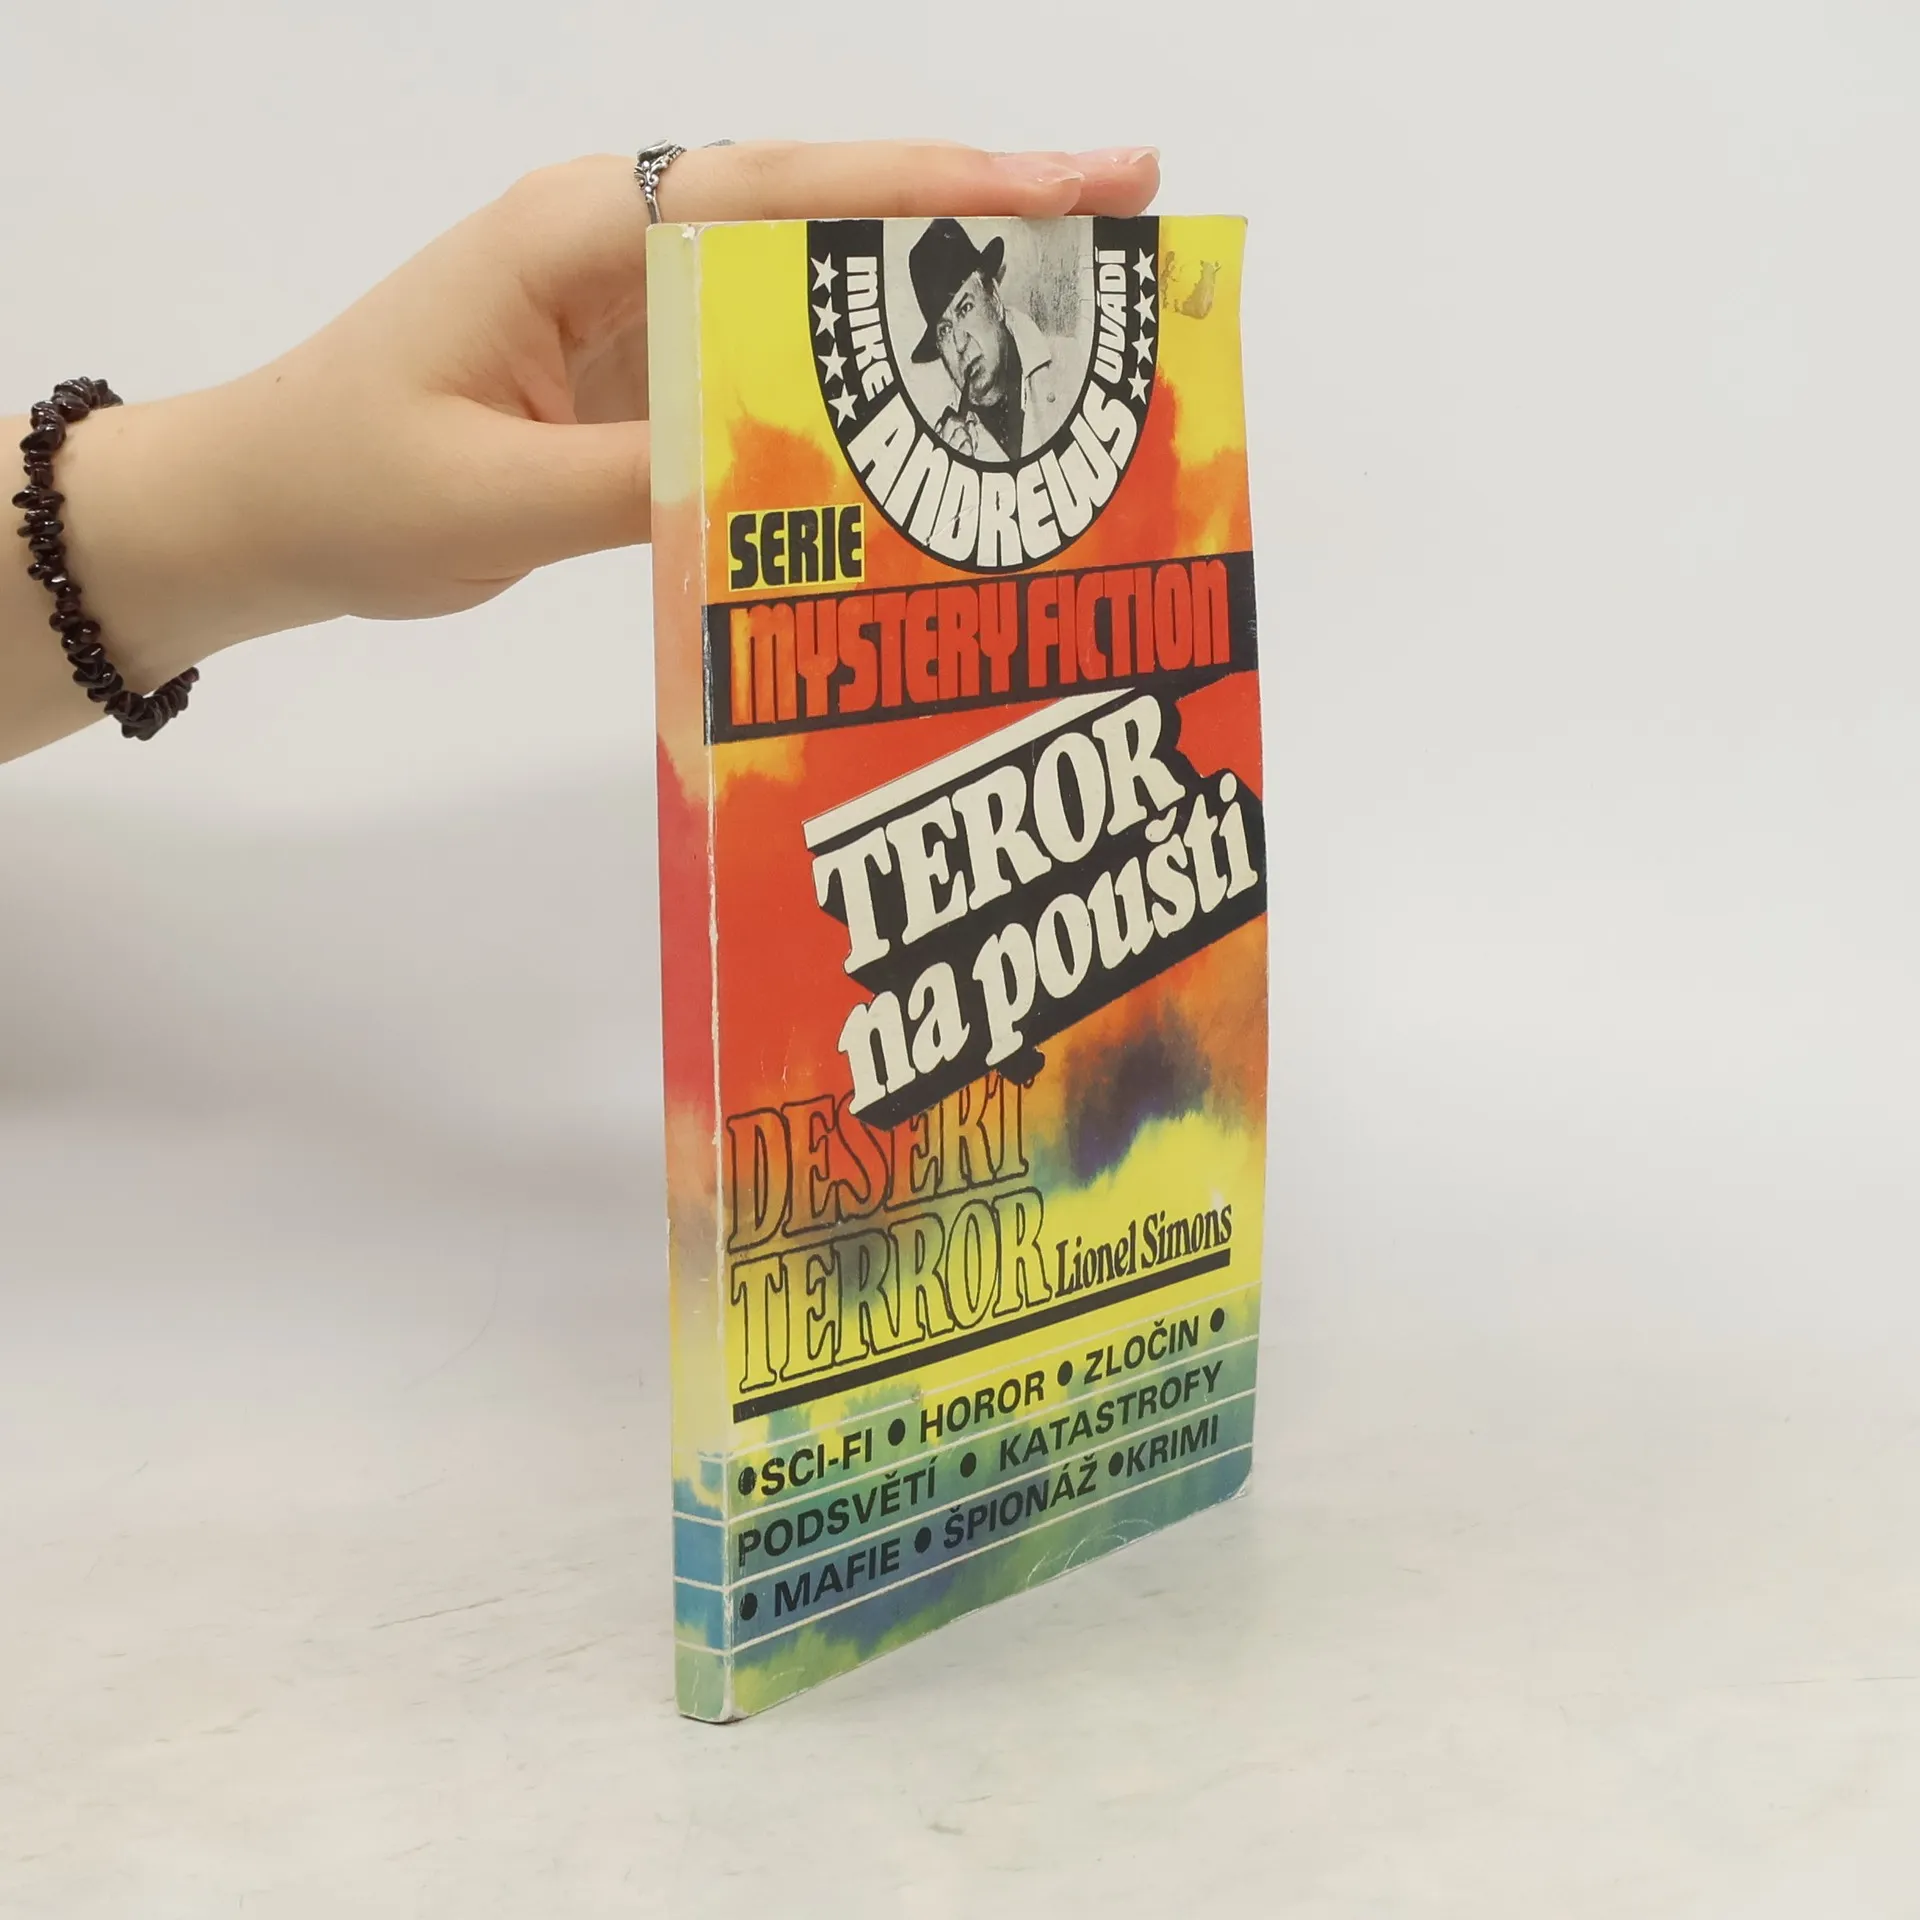 MIKE ANDREWS UVÁDÍ
SERIE
MYSTERY FICTION
TEROR
na poušti
DESERT
TERROR
Lionel Simons
•SCI-FI • HOROR • ZLOČIN •
PODSVĚTÍ • KATASTROFY
• MAFIE • ŠPIONÁŽ •KRIMI